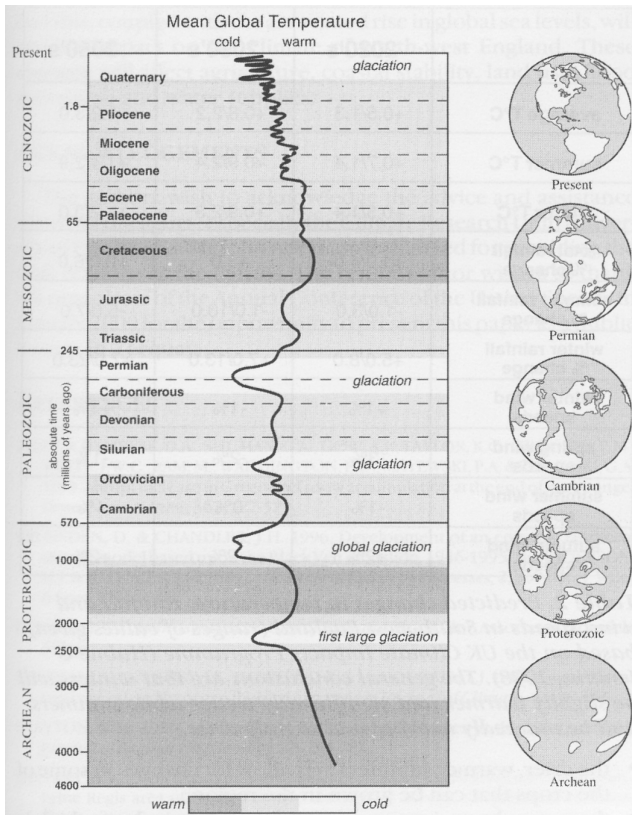 Mean Global Temperature
cold warm
Present
glaciation
Quaternary
1.8
Pliocene
Miocene
Oligocene
Eocene
Palaeocene
65
Cretaceous
Jurassic
Triassic
245
Permian
glaciation
Carboniferous
Devonian
Silurian
glaciation
Ordovician
Cambrian
570
global glaciation
1000
2000
first large glaciation
2500
3000
4000
4600
warm cold
CENOZOIC
MESOZOIC
PALEOZOIC
PROTEROZOIC
ARCHEAN
absolute time
(millions of years ago)
Present
Permian
Cambrian
Proterozoic
Archean